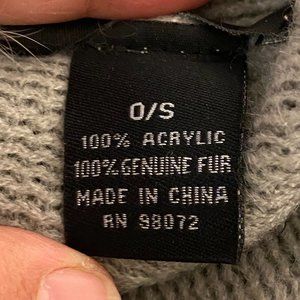 O/S
100% ACRYLIC
100% GENUINE FUR
MADE IN CHINA
RN 98072